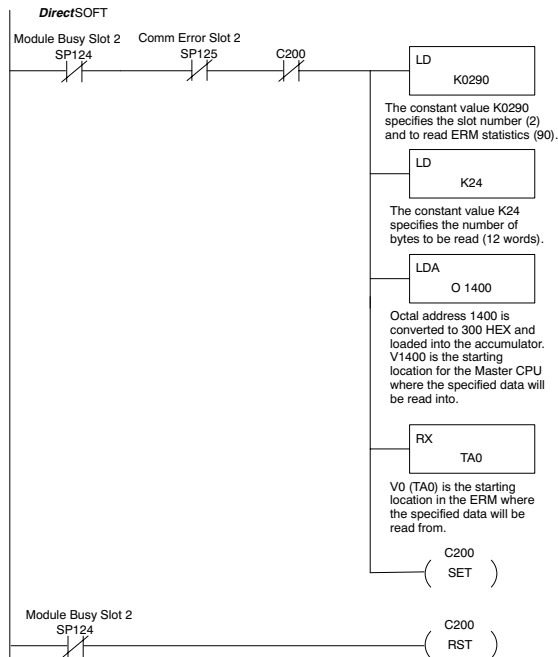 DirectSOFT
Module Busy Slot 2
SP124
Comm Error Slot 2
SP125
C200
LD
K0290
The constant value K0290
specifies the slot number (2)
and to read ERM statistics (90).
LD
K24
The constant value K24
specifies the number of
bytes to be read (12 words).
LDA
O 1400
Octal address 1400 is
converted to 300 HEX and
loaded into the accumulator.
V1400 is the starting
location for the Master CPU
where the specified data will
be read into.
RX
TA0
V0 (TA0) is the starting
location in the ERM where
the specified data will be
read from.
C200
SET
Module Busy Slot 2
SP124
C200
RST